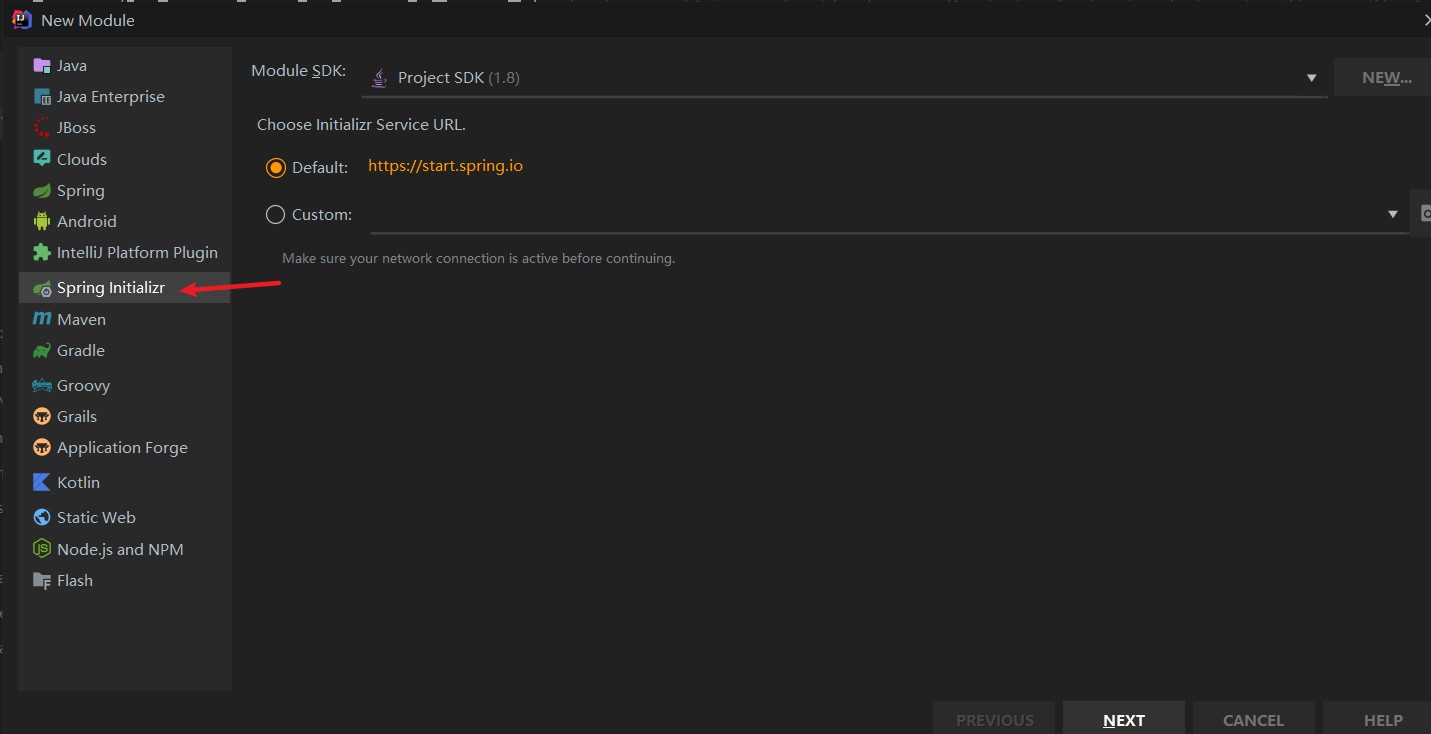 New Module
Java
Java Enterprise
JBoss
Clouds
Spring
Android
IntelliJ Platform Plugin
Spring Initializr
Maven
Gradle
Groovy
Grails
Application Forge
Kotlin
Static Web
Node.js and NPM
Flash
Module SDK:
Project SDK (1.8)
NEW...
Choose Initializr Service URL.
Default: https://start.spring.io
Custom:
Make sure your network connection is active before continuing.
PREVIOUS
NEXT
CANCEL
HELP